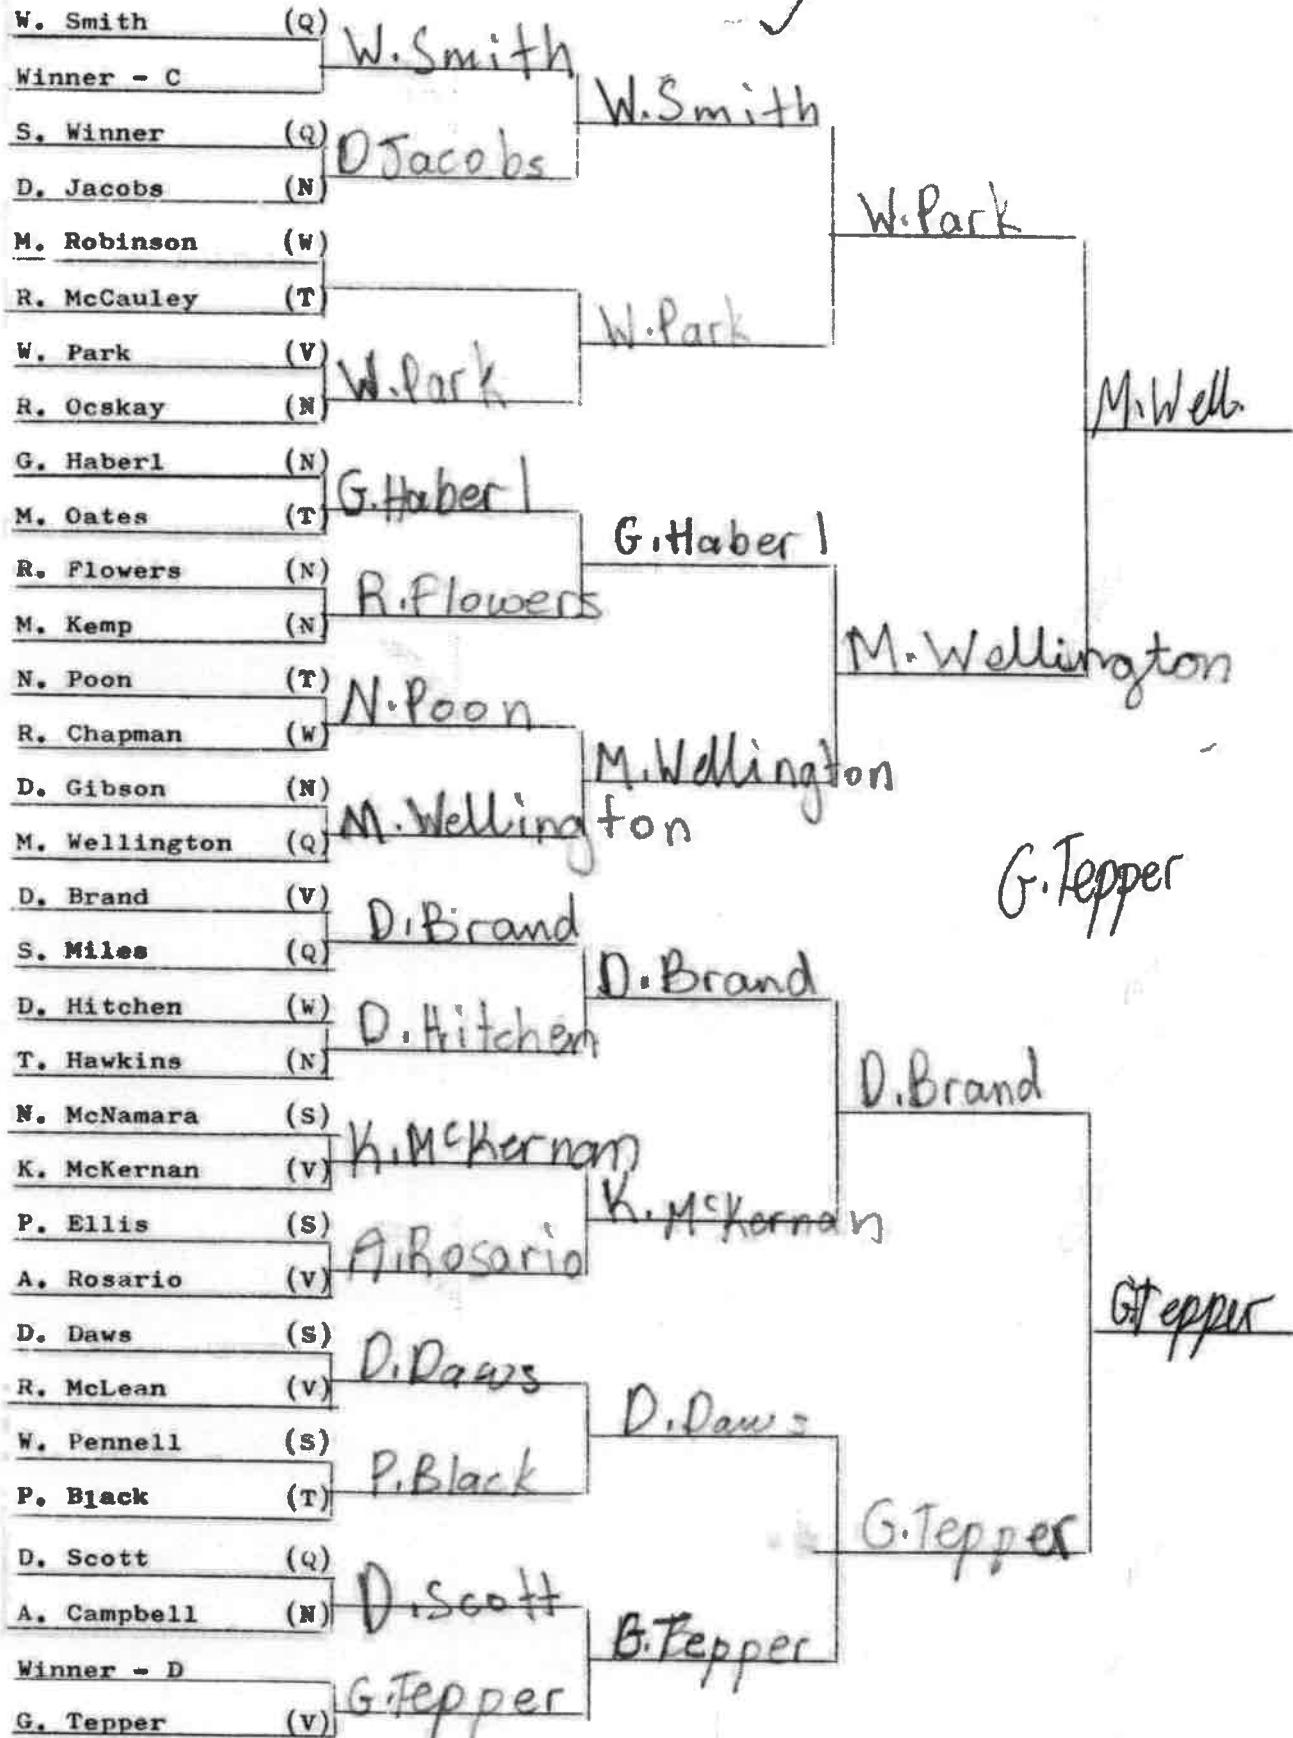 W. Smith (Q)
Winner - C
S. Winner (Q)
D. Jacobs (N)
M. Robinson (W)
R. McCauley (T)
W. Park (V)
R. Ocskay (N)
G. Haberl (N)
M. Oates (T)
R. Flowers (N)
M. Kemp (N)
N. Poon (T)
R. Chapman (W)
D. Gibson (N)
M. Wellington (Q)
D. Brand (V)
S. Miles (Q)
D. Hitchen (W)
T. Hawkins (N)
N. McNamara (S)
K. McKernan (V)
P. Ellis (S)
A. Rosario (V)
D. Daws (S)
R. McLean (V)
W. Pennell (S)
P. Black (T)
D. Scott (Q)
A. Campbell (N)
Winner - D
G. Tepper (V)
W. Smith
D Jacobs
W. Park
G. Haberl
R. Flowers
N. Poon
M. Wellington
D. Brand
D. Hitchen
K. McKernan
A. Rosario
D. Daws
P. Black
D. Scott
G. Tepper
W. Smith
W. Park
G. Haberl
M. Wellington
D. Brand
K. McKernan
D. Daws
G. Tepper
W. Park
M. Wellington
D. Brand
G. Tepper
M. Well.
G. Tepper
G. Tepper